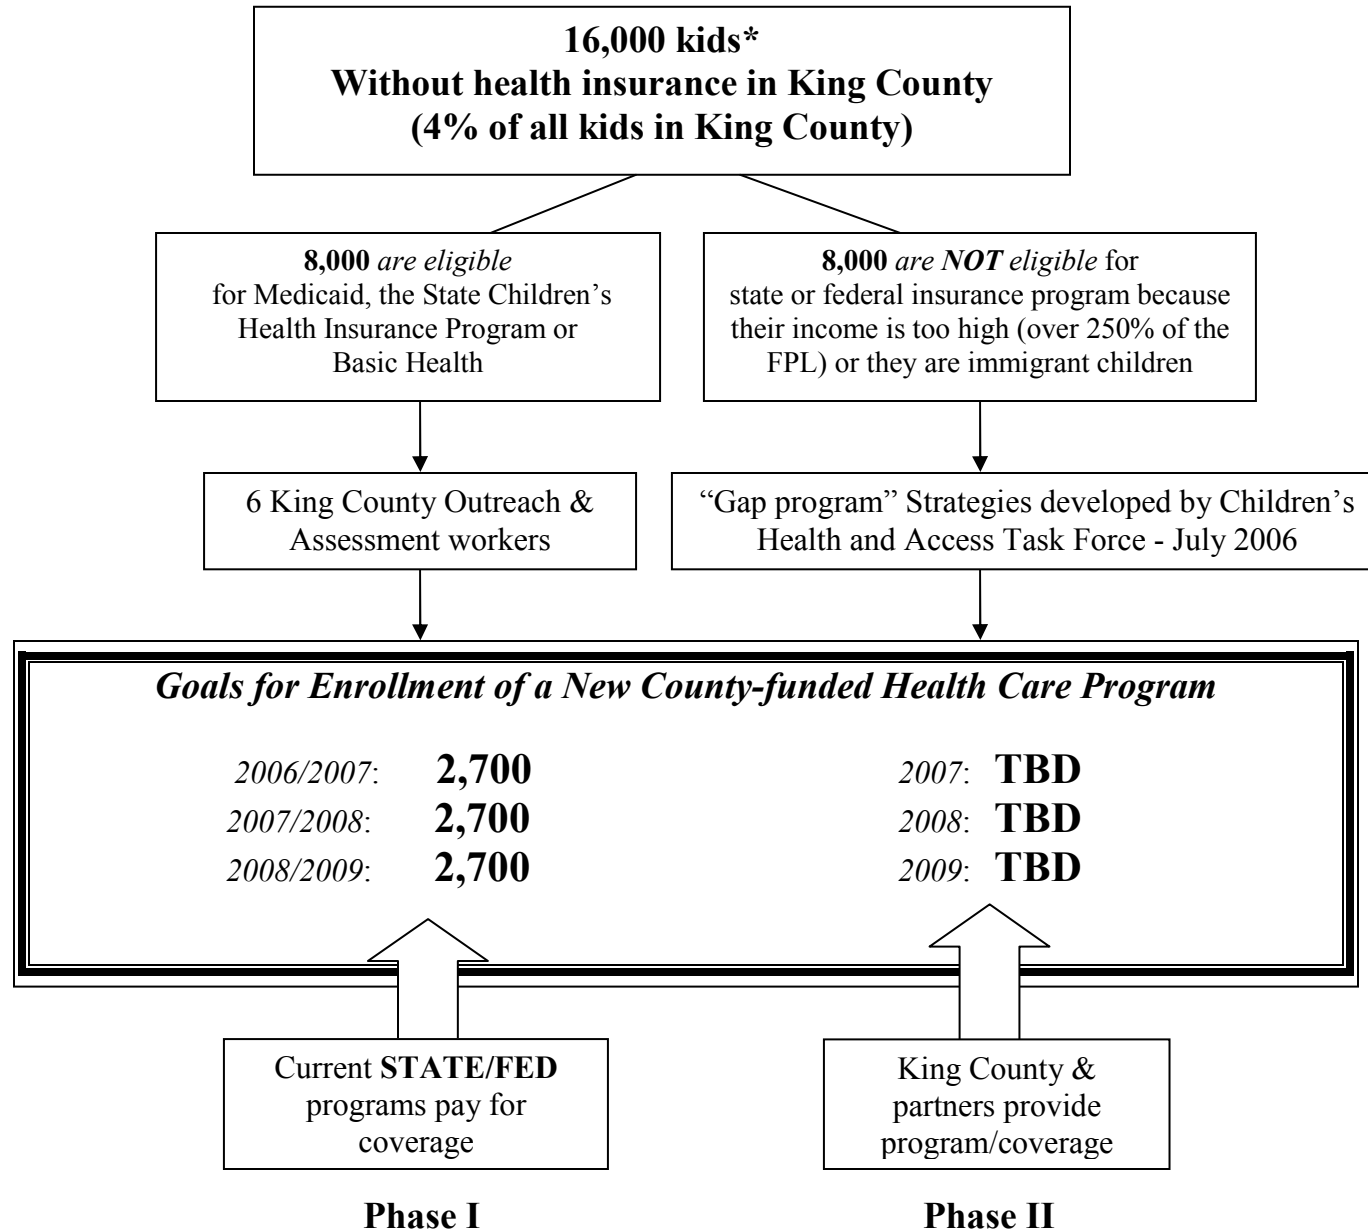 16,000 kids*
Without health insurance in King County
(4% of all kids in King County)
8,000 are eligible
for Medicaid, the State Children’s
Health Insurance Program or
Basic Health
8,000 are NOT eligible for
state or federal insurance program because
their income is too high (over 250% of the
FPL) or they are immigrant children
6 King County Outreach &
Assessment workers
“Gap program” Strategies developed by Children’s
Health and Access Task Force - July 2006
Goals for Enrollment of a New County-funded Health Care Program
2006/2007: 2,700
2007/2008: 2,700
2008/2009: 2,700
2007: TBD
2008: TBD
2009: TBD
Current STATE/FED
programs pay for
coverage
King County &
partners provide
program/coverage
Phase I
Phase II